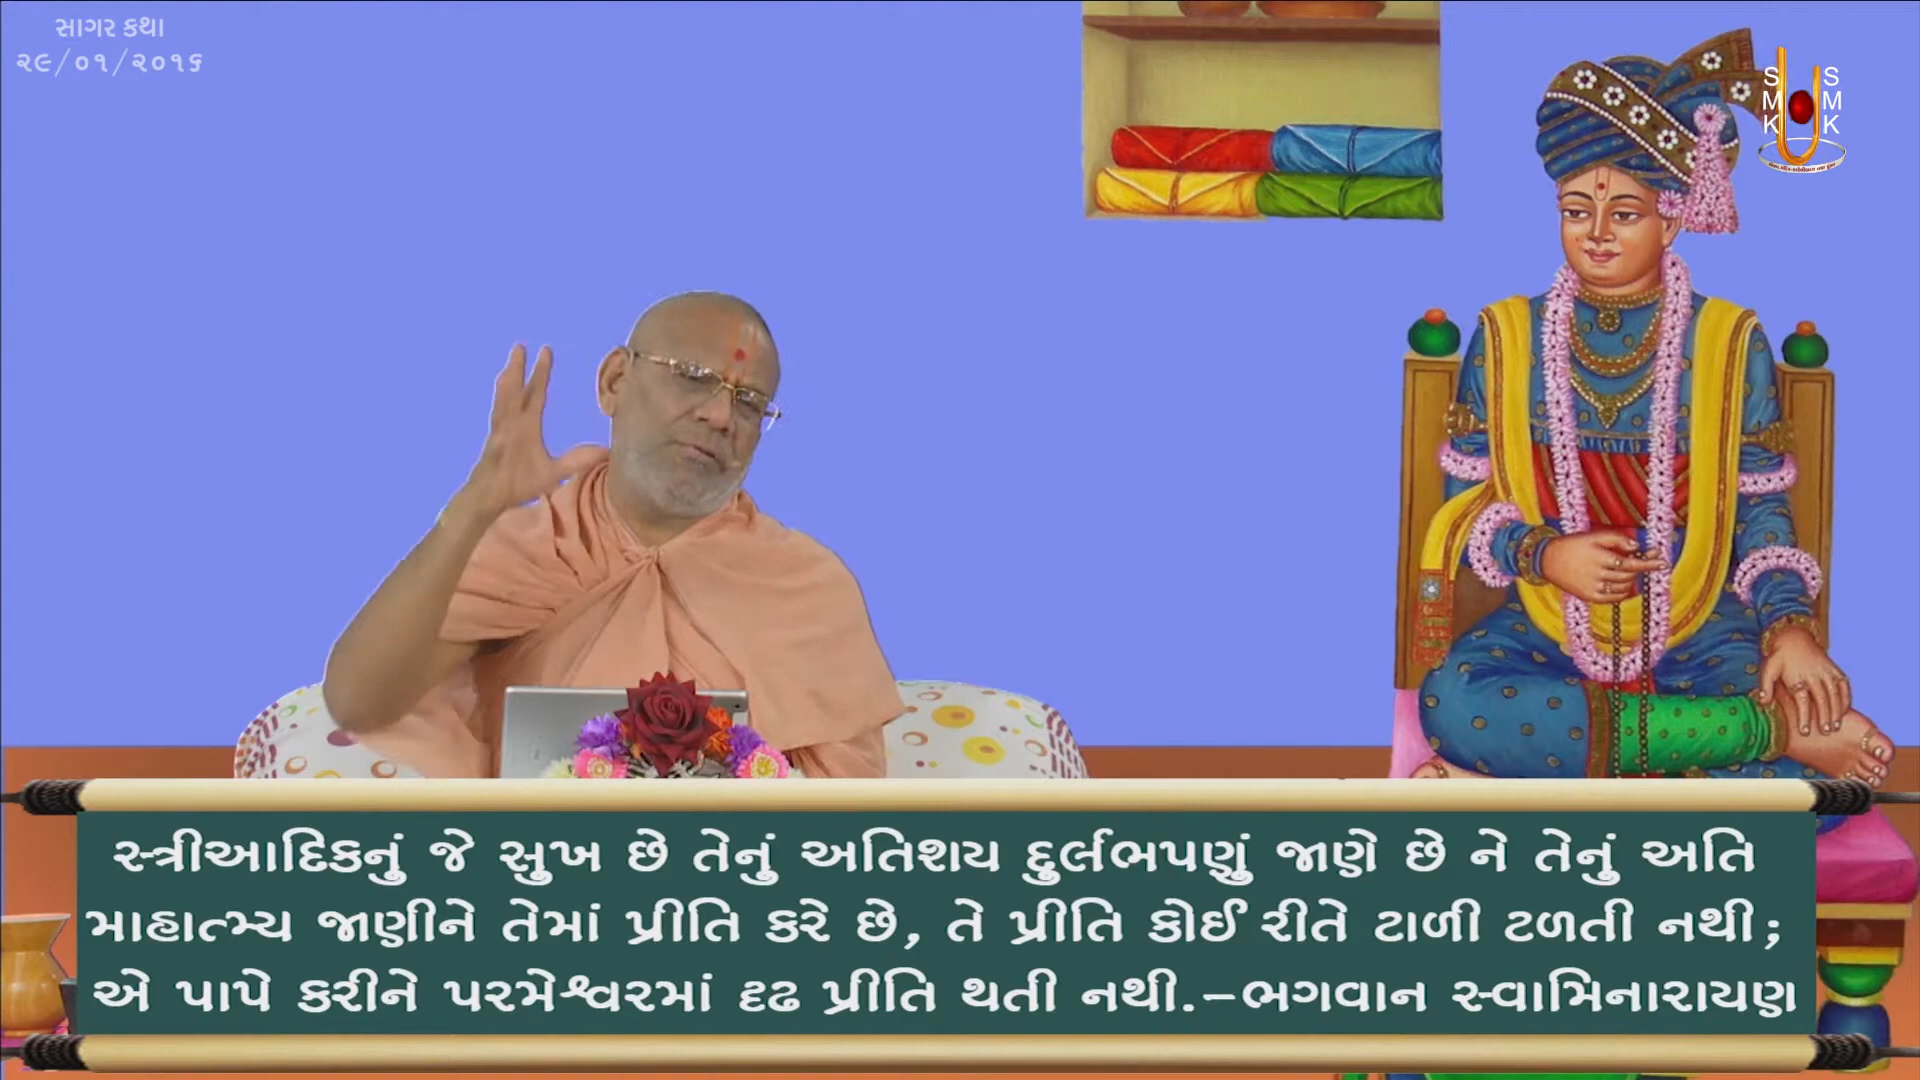 સાગર કથા
૨૯/૦૧/૨૦૧૬
S S
M M
K K
સ્ત્રીઆદિકનું જે સુખ છે તેનું અતિશય દુર્લભપણું જાણે છે ને તેનું અતિ
માહાત્મ્ય જાણીને તેમાં પ્રીતિ કરે છે, તે પ્રીતિ કોઈ રીતે ટાળી ટળતી નથી;
એ પાપે કરીને પરમેશ્વરમાં દૃઢ પ્રીતિ થતી નથી.–ભગવાન સ્વામિનારાયણ